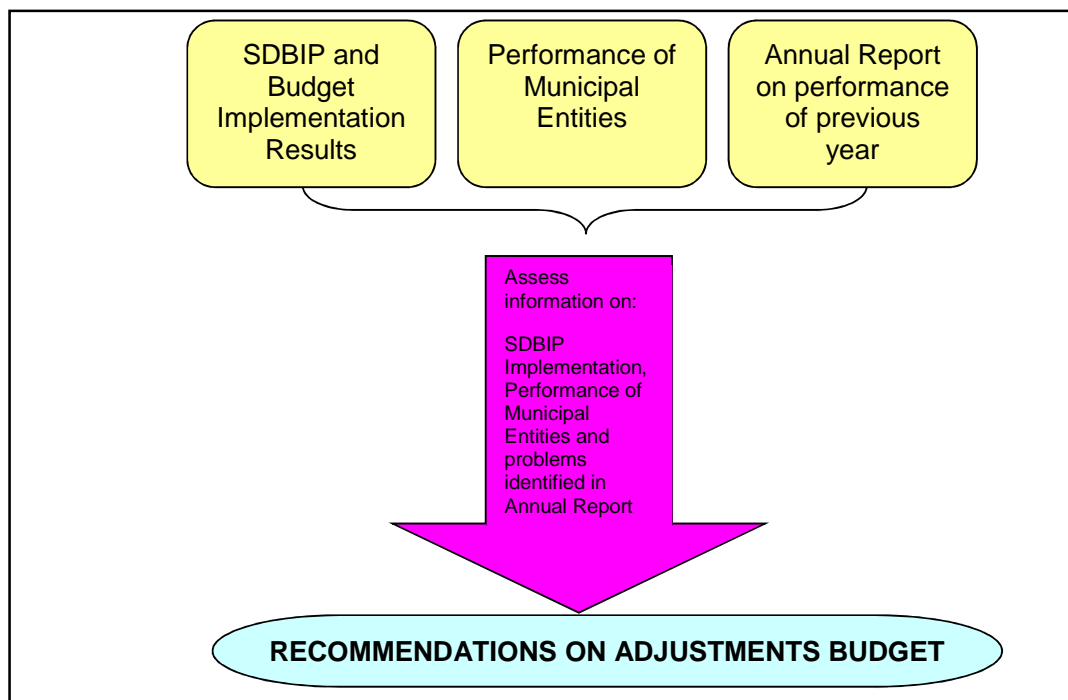 SDBIP and
Budget
Implementation
Results
Performance of
Municipal
Entities
Annual Report
on performance
of previous
year
Assess
information on:
SDBIP
Implementation,
Performance of
Municipal
Entities and
problems
identified in
Annual Report
RECOMMENDATIONS ON ADJUSTMENTS BUDGET